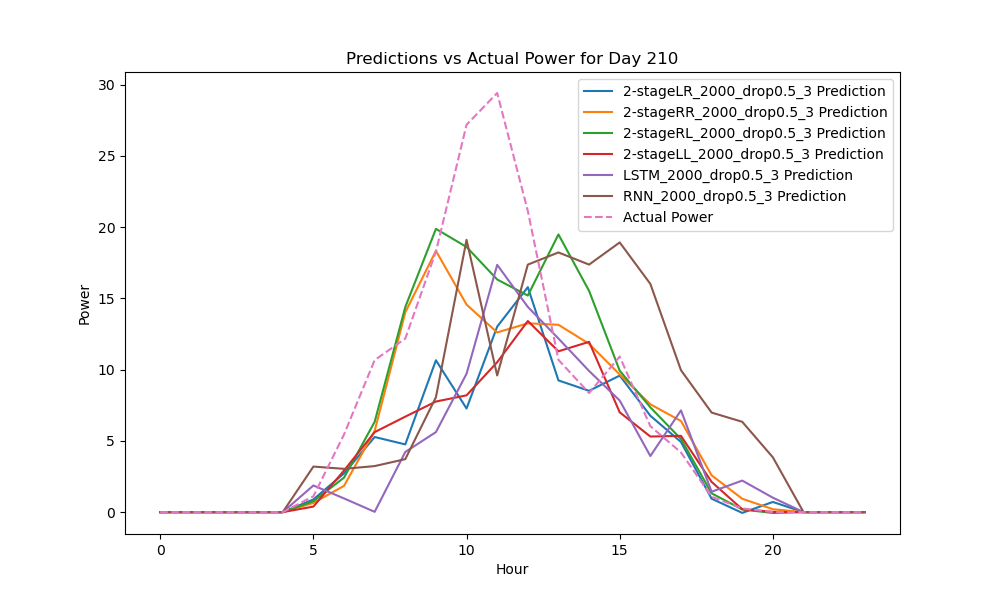 Predictions vs Actual Power for Day 210
30
25
20
15
10
5
0
Power
2-stageLR_2000_drop0.5_3 Prediction
2-stageRR_2000_drop0.5_3 Prediction
2-stageRL_2000_drop0.5_3 Prediction
2-stageLL_2000_drop0.5_3 Prediction
LSTM_2000_drop0.5_3 Prediction
RNN_2000_drop0.5_3 Prediction
Actual Power
0 5 10 15 20
Hour